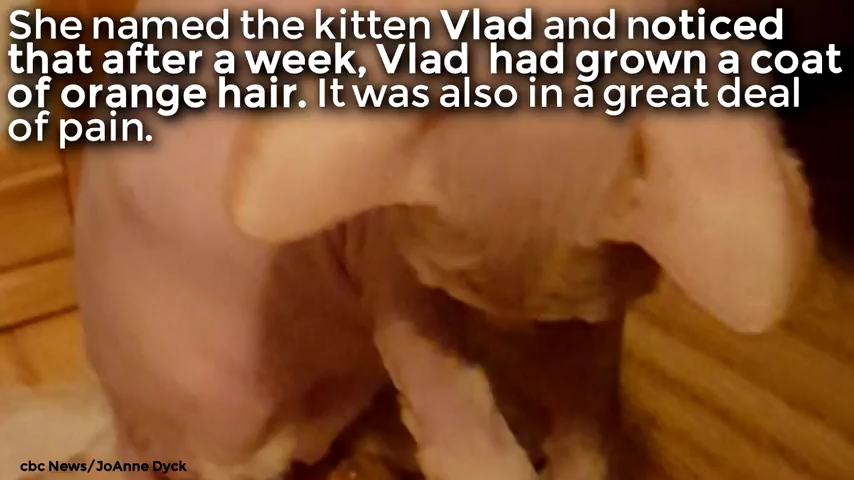 She named the kitten Vlad and noticed
that after a week, Vlad had grown a coat
of orange hair. It was also in a great deal
of pain.
cbc News/JoAnne Dyck